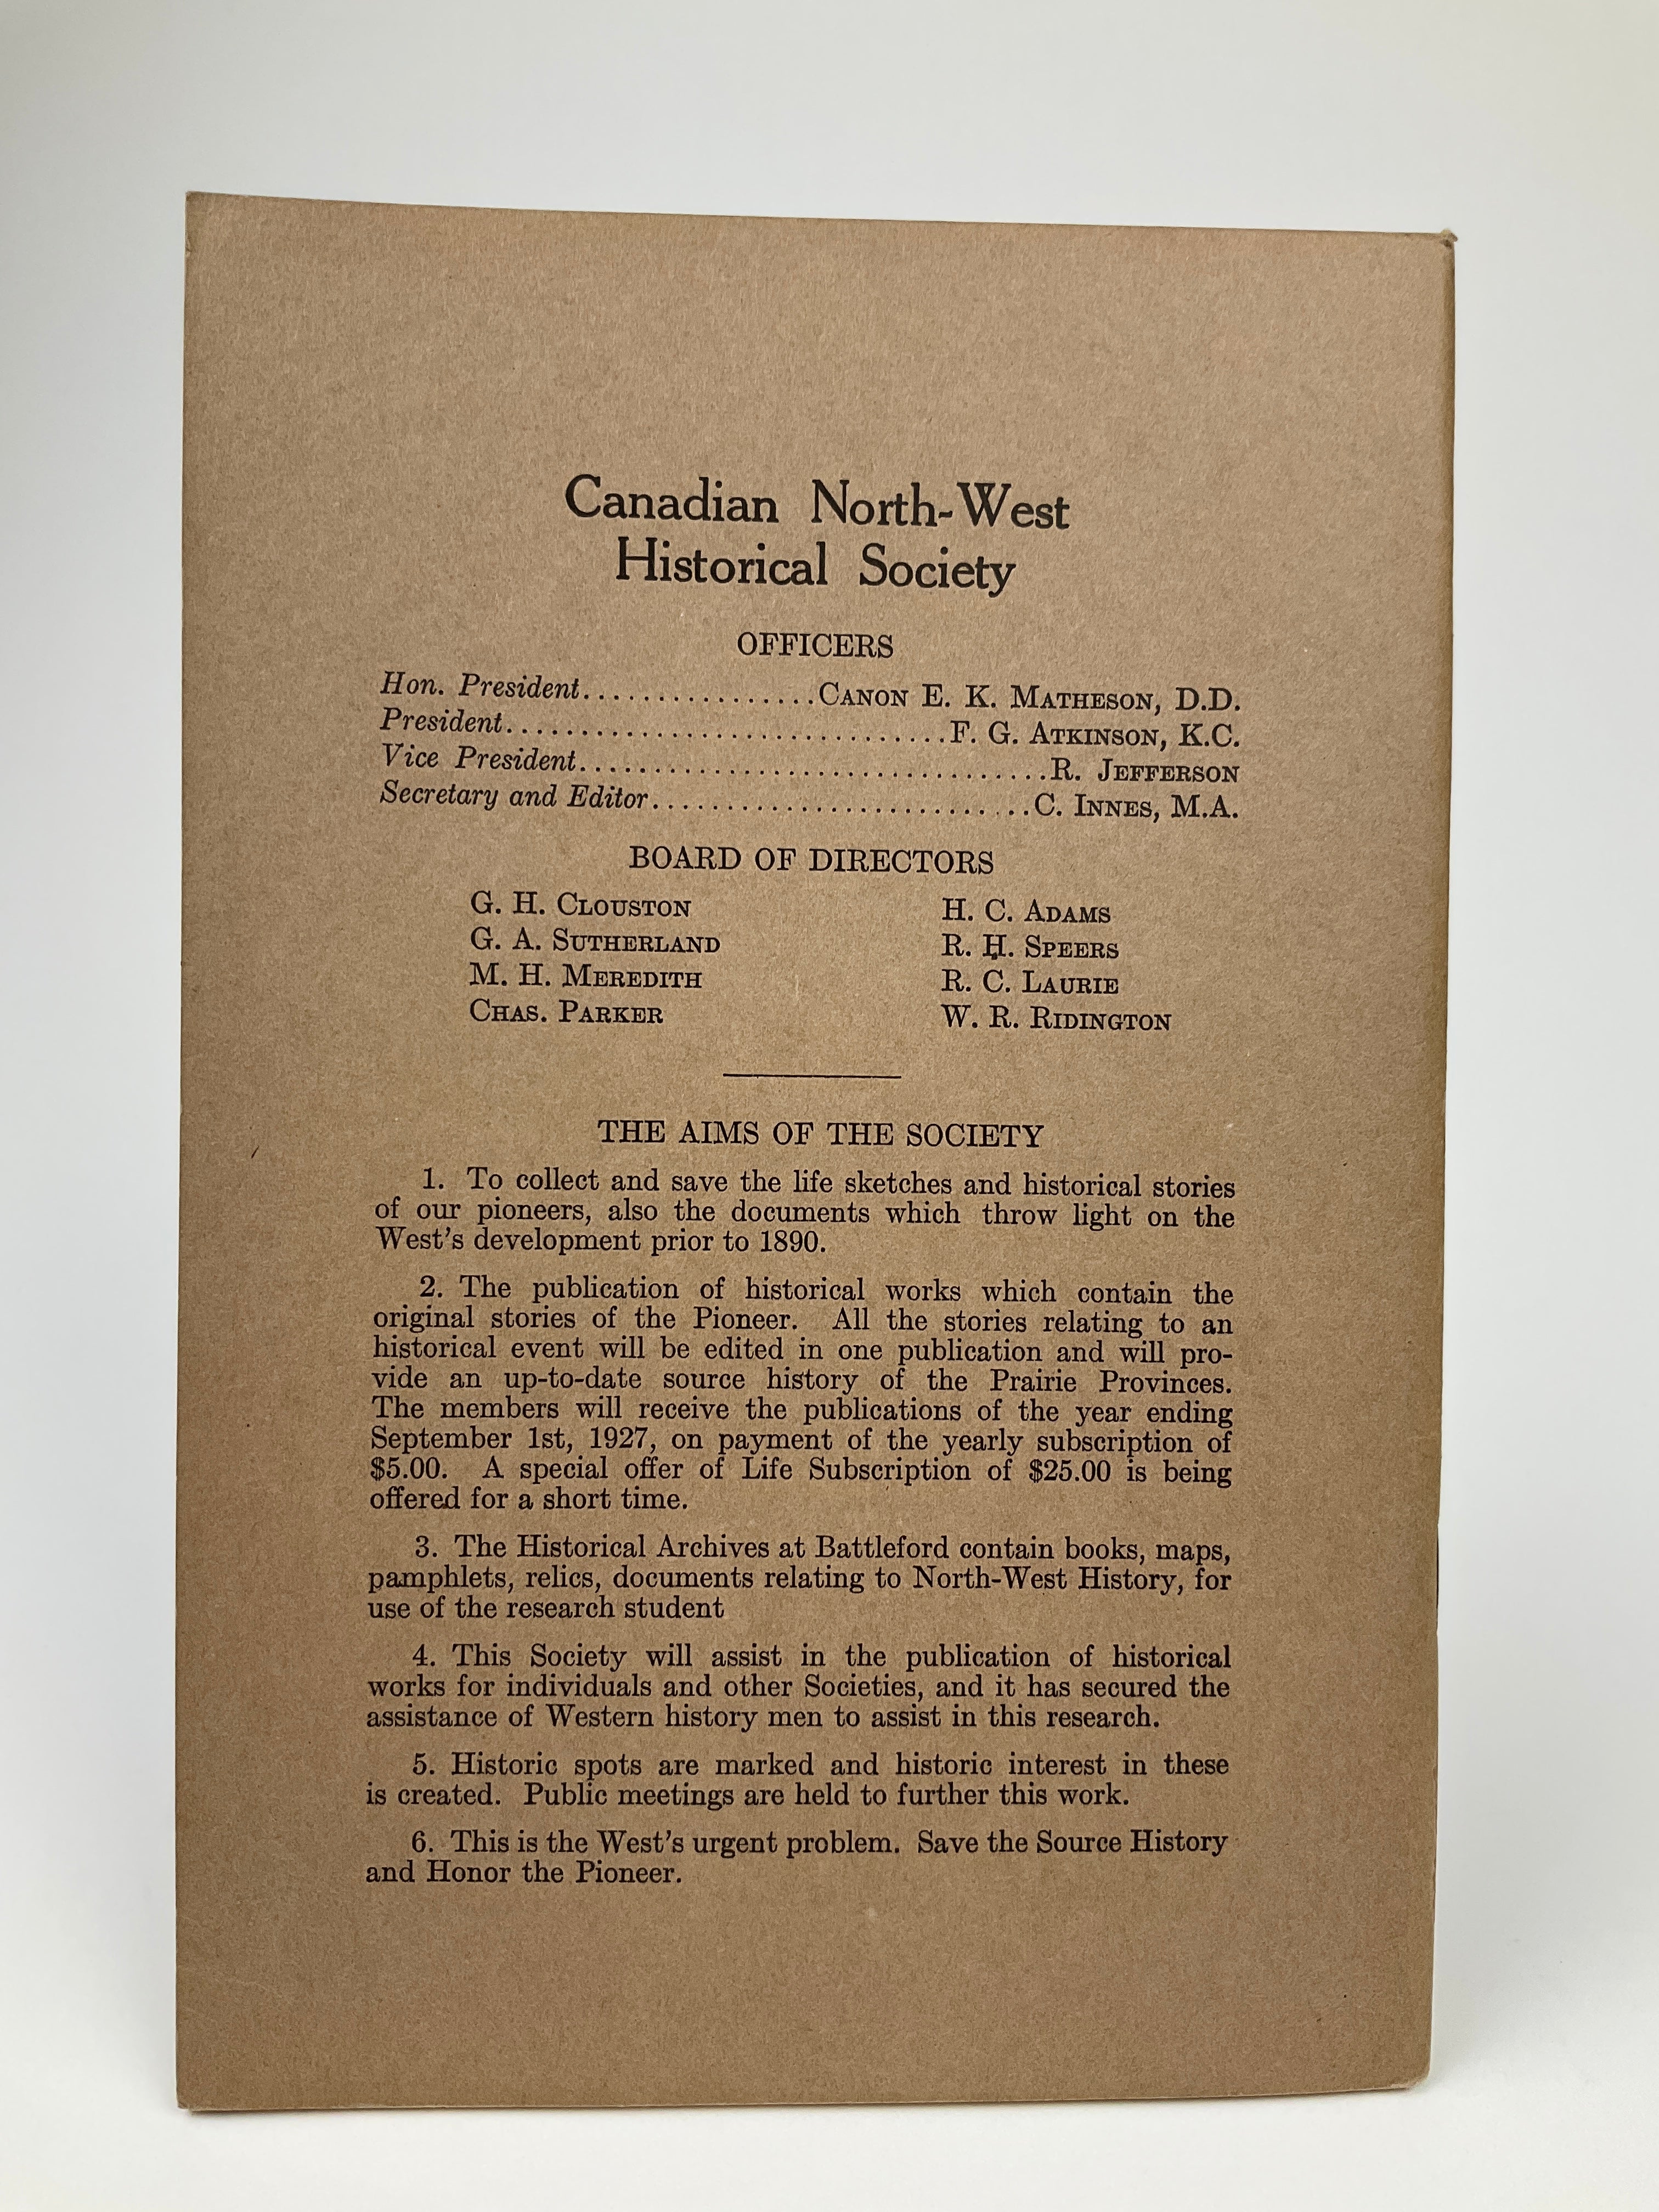 Canadian North-West
Historical Society
OFFICERS
Hon. President................Canon E. K. Matheson, D.D.
President..............................F. G. Atkinson, K.C.
Vice President................................R. Jefferson
Secretary and Editor..........................C. Innes, M.A.
BOARD OF DIRECTORS
G. H. Clouston H. C. Adams
G. A. Sutherland R. H. Speers
M. H. Meredith R. C. Laurie
Chas. Parker W. R. Ridington
THE AIMS OF THE SOCIETY
1. To collect and save the life sketches and historical stories
of our pioneers, also the documents which throw light on the
West's development prior to 1890.
2. The publication of historical works which contain the
original stories of the Pioneer. All the stories relating to an
historical event will be edited in one publication and will pro-
vide an up-to-date source history of the Prairie Provinces.
The members will receive the publications of the year ending
September 1st, 1927, on payment of the yearly subscription of
$5.00. A special offer of Life Subscription of $25.00 is being
offered for a short time.
3. The Historical Archives at Battleford contain books, maps,
pamphlets, relics, documents relating to North-West History, for
use of the research student
4. This Society will assist in the publication of historical
works for individuals and other Societies, and it has secured the
assistance of Western history men to assist in this research.
5. Historic spots are marked and historic interest in these
is created. Public meetings are held to further this work.
6. This is the West's urgent problem. Save the Source History
and Honor the Pioneer.